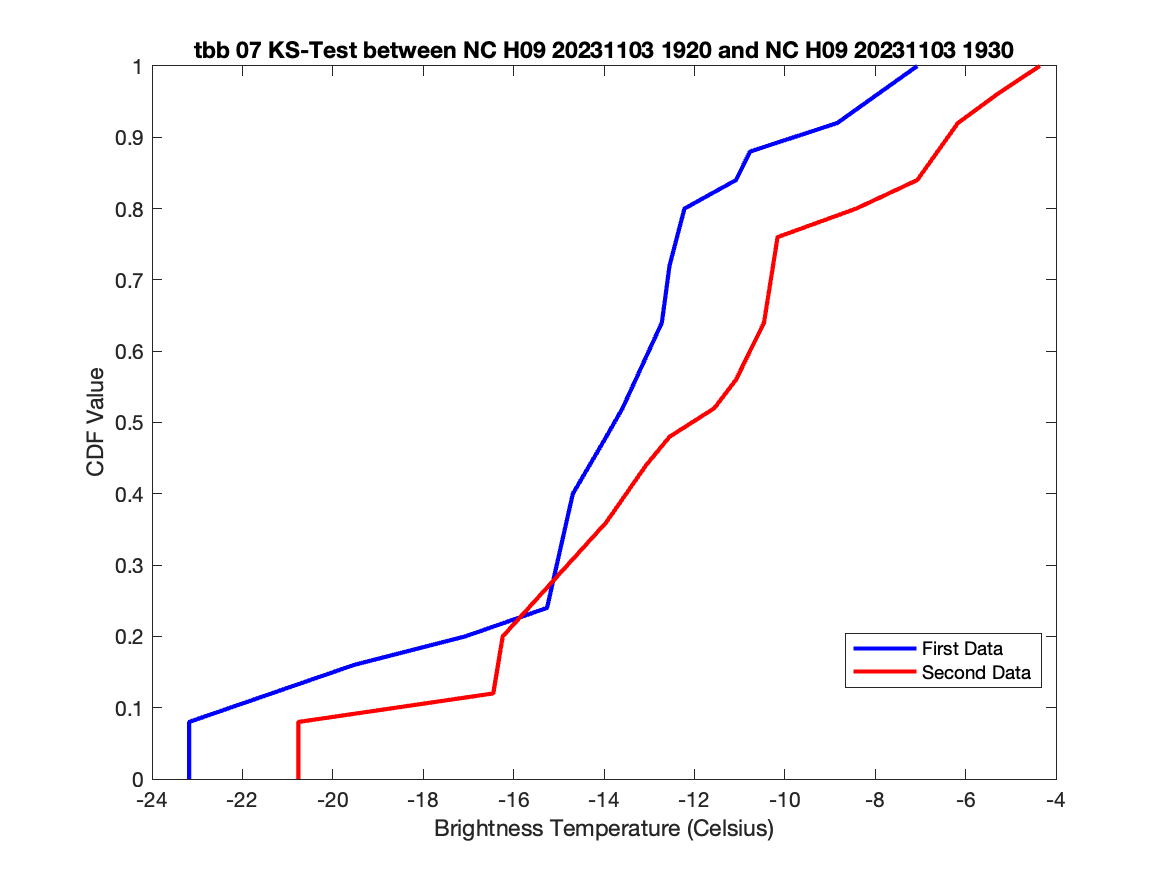 tbb 07 KS-Test between NC H09 20231103 1920 and NC H09 20231103 1930
1
0.9
0.8
0.7
0.6
0.5
0.4
0.3
0.2
0.1
0
CDF Value
First Data
Second Data
-24 -22 -20 -18 -16 -14 -12 -10 -8 -6 -4
Brightness Temperature (Celsius)